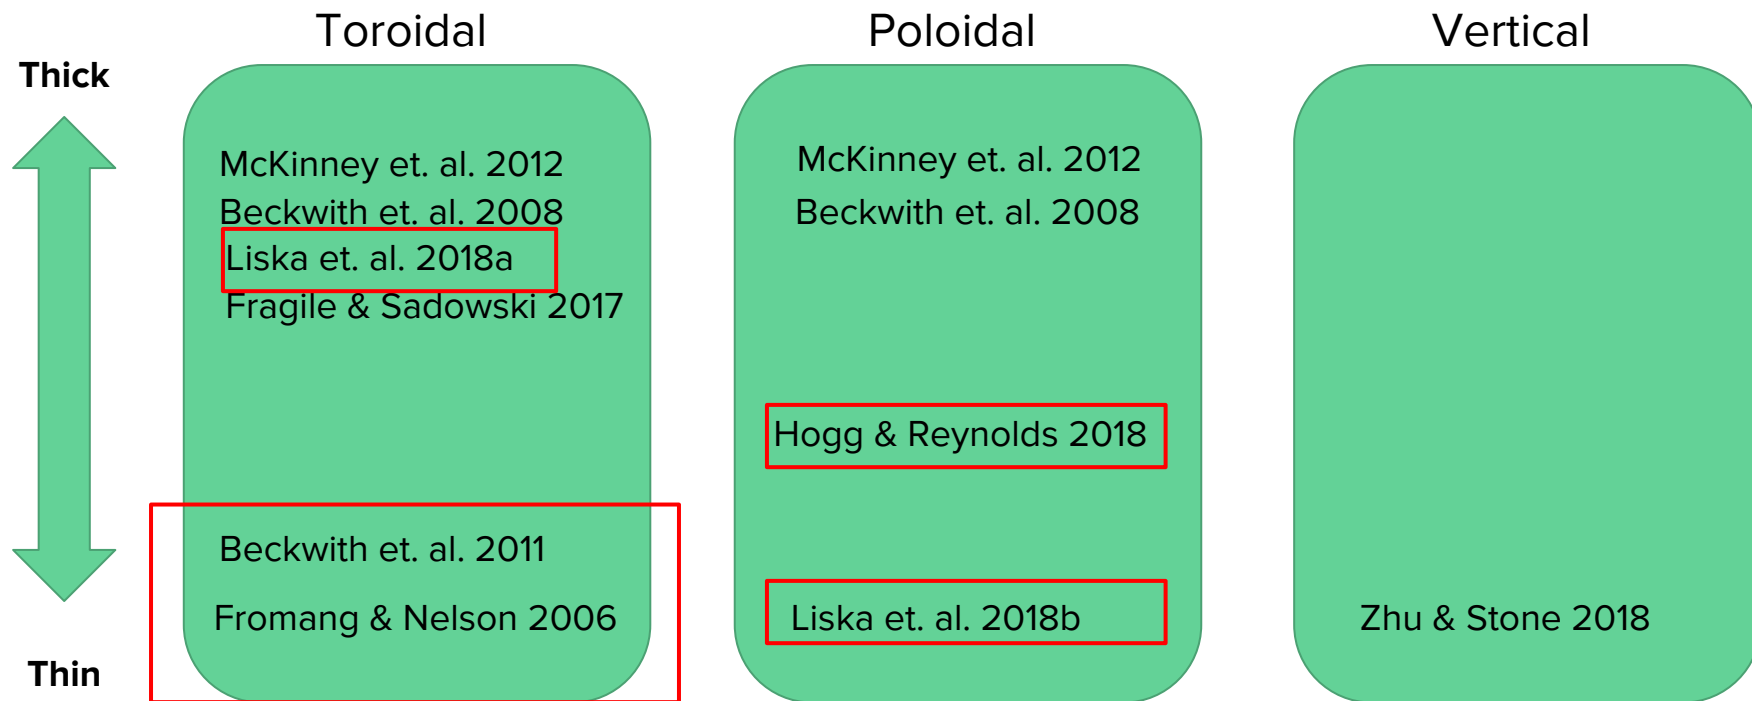 Toroidal
Poloidal
Vertical
Thick
McKinney et. al. 2012
Beckwith et. al. 2008
Liska et. al. 2018a
Fragile & Sadowski 2017
Beckwith et. al. 2011
Fromang & Nelson 2006
McKinney et. al. 2012
Beckwith et. al. 2008
Hogg & Reynolds 2018
Liska et. al. 2018b
Zhu & Stone 2018
Thin